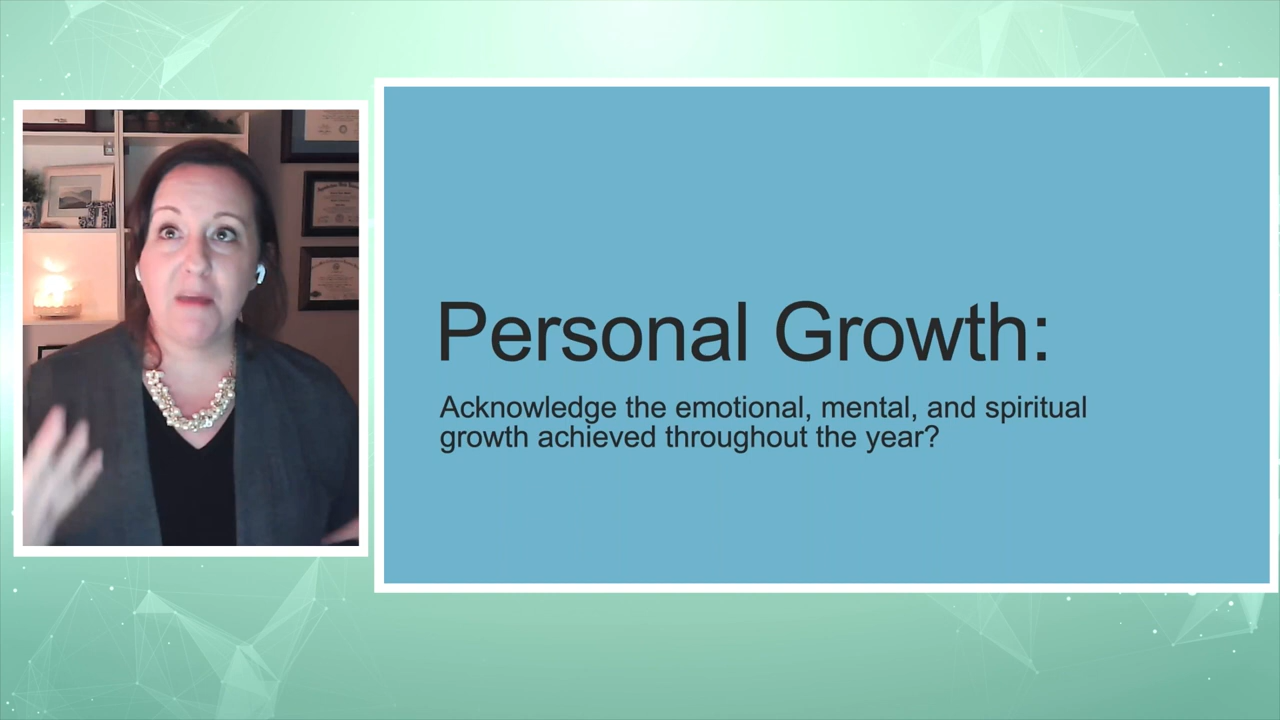 Personal Growth:
Acknowledge the emotional, mental, and spiritual
growth achieved throughout the year?